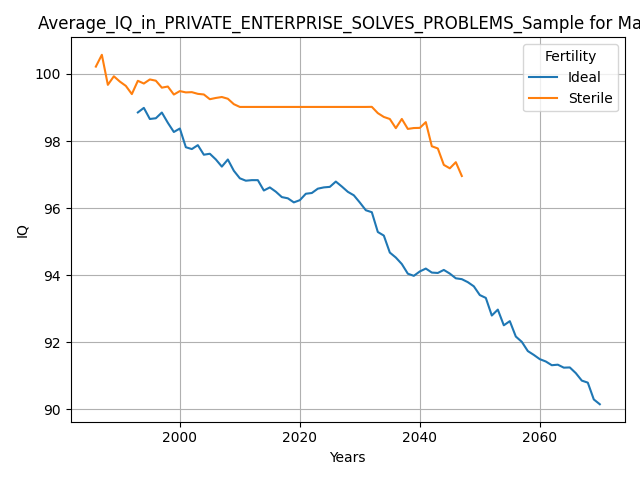 Average_IQ_in_PRIVATE_ENTERPRISE_SOLVES_PROBLEMS_Sample for Ma
Fertility
Ideal
Sterile
100
98
96
94
92
90
IQ
2000 2020 2040 2060
Years